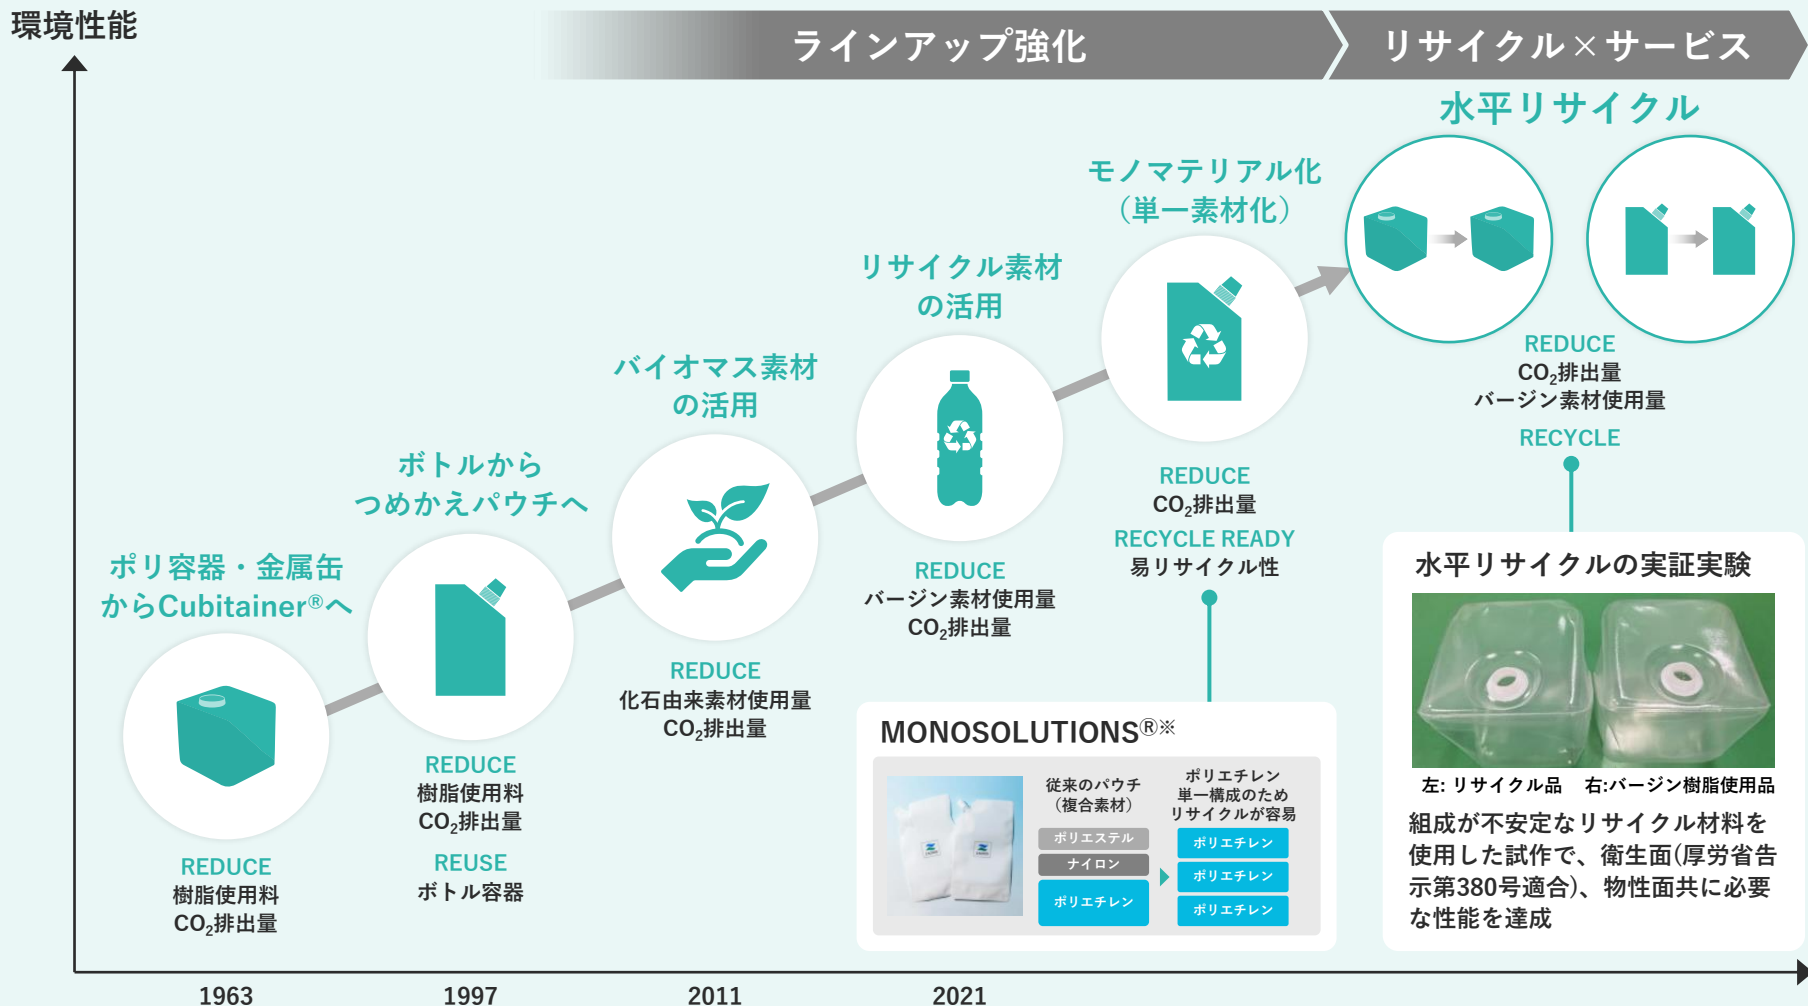 環境性能
ラインアップ強化
リサイクル×サービス
水平リサイクル
モノマテリアル化
（単一素材化）
リサイクル素材
の活用
バイオマス素材
の活用
ボトルから
つめかえパウチへ
ポリ容器・金属缶
からCubitainer®へ
REDUCE
樹脂使用料
CO₂排出量
REDUCE
樹脂使用料
CO₂排出量
REUSE
ボトル容器
REDUCE
化石由来素材使用量
CO₂排出量
REDUCE
バージン素材使用量
CO₂排出量
REDUCE
CO₂排出量
RECYCLE READY
易リサイクル性
REDUCE
CO₂排出量
バージン素材使用量
RECYCLE
MONOSOLUTIONS®※
従来のパウチ
（複合素材）
ポリエステル
ナイロン
ポリエチレン
ポリエチレン
単一構成のため
リサイクルが容易
ポリエチレン
ポリエチレン
ポリエチレン
水平リサイクルの実証実験
左: リサイクル品 右:バージン樹脂使用品
組成が不安定なリサイクル材料を
使用した試作で、衛生面(厚労省告
示第380号適合)、物性面共に必要
な性能を達成
1963
1997
2011
2021